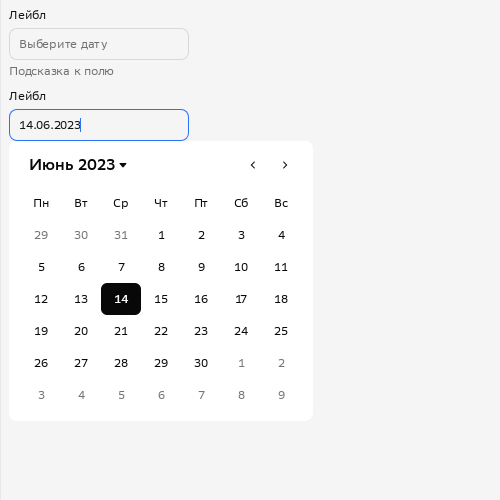 Лейбл
Выберите дату
Подсказка к полю
Лейбл
14.06.2023
Июнь 2023
Пн Вт Ср Чт Пт Сб Вс
29 30 31 1 2 3 4
5 6 7 8 9 10 11
12 13 14 15 16 17 18
19 20 21 22 23 24 25
26 27 28 29 30 1 2
3 4 5 6 7 8 9